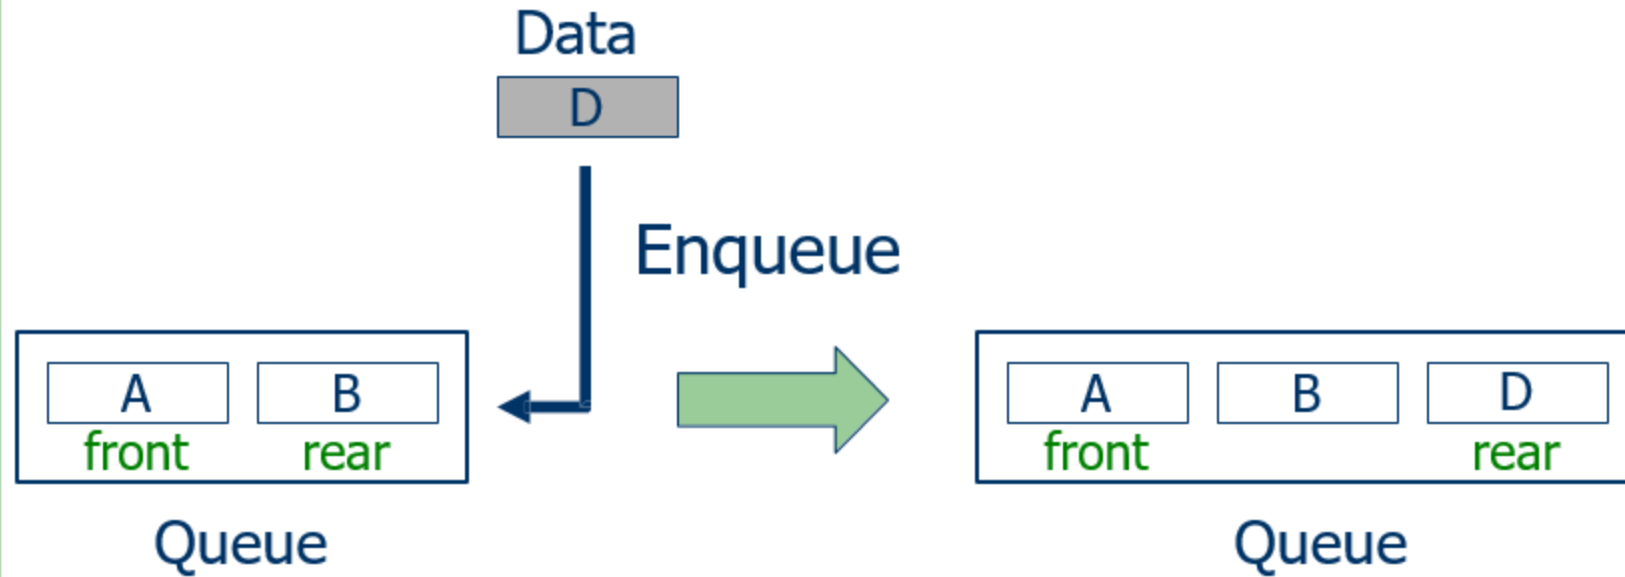 Data
D
Enqueue
A B
front rear
Queue
A B D
front rear
Queue